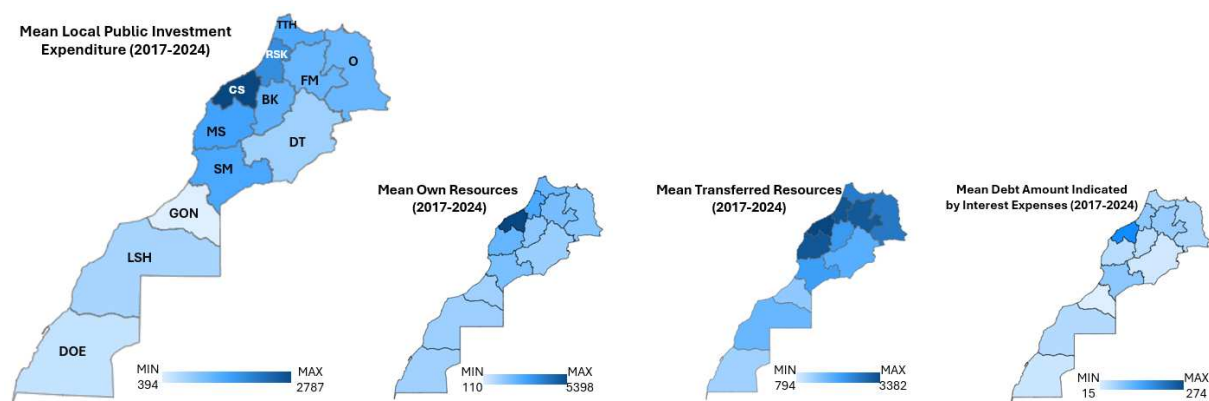 Mean Local Public Investment
Expenditure (2017-2024)
TTH
RSK
O
FM
CS
BK
MS
DT
SM
GON
LSH
DOE
MIN
MAX
394
2787
Mean Own Resources
(2017-2024)
MIN
MAX
110
5398
Mean Transferred Resources
(2017-2024)
MIN
MAX
794
3382
Mean Debt Amount Indicated
by Interest Expenses (2017-2024)
MIN
MAX
15
274